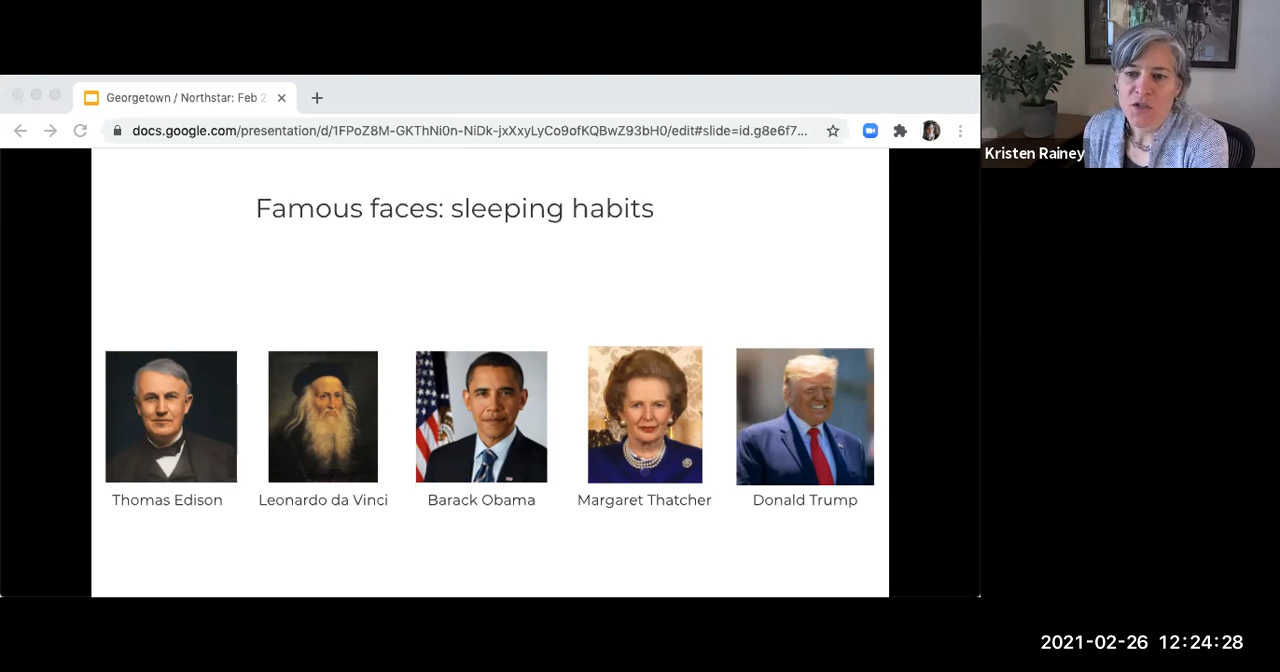 Georgetown / Northstar: Feb 2
docs.google.com/presentation/d/1FPoZ8M-GKThNi0n-NiDk-jxXxyLyCo9ofKQBwZ93bH0/edit#slide=id.g8e6f7...
Kristen Rainey
Famous faces: sleeping habits
Thomas Edison Leonardo da Vinci Barack Obama Margaret Thatcher Donald Trump
2021-02-26 12:24:28